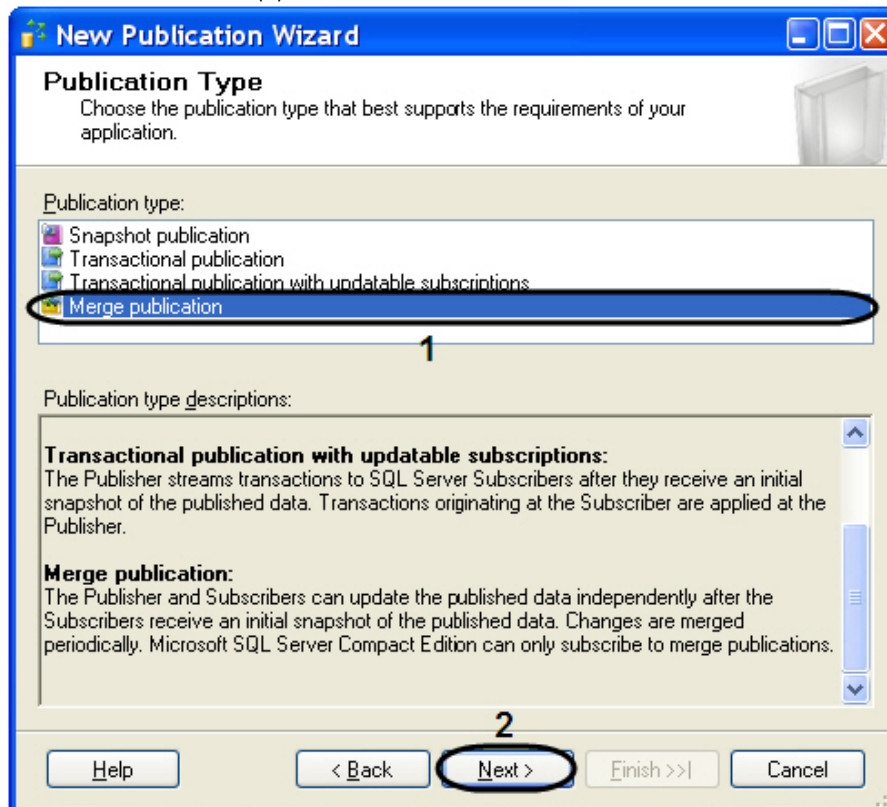 New Publication Wizard
Publication Type
Choose the publication type that best supports the requirements of your
application.
Publication type:
Snapshot publication
Transactional publication
Transactional publication with updatable subscriptions
Merge publication
1
Publication type descriptions:
Transactional publication with updatable subscriptions:
The Publisher streams transactions to SQL Server Subscribers after they receive an initial
snapshot of the published data. Transactions originating at the Subscriber are applied at the
Publisher.
Merge publication:
The Publisher and Subscribers can update the published data independently after the
Subscribers receive an initial snapshot of the published data. Changes are merged
periodically. Microsoft SQL Server Compact Edition can only subscribe to merge publications.
2
Help
< Back
Next >
Finish >>|
Cancel